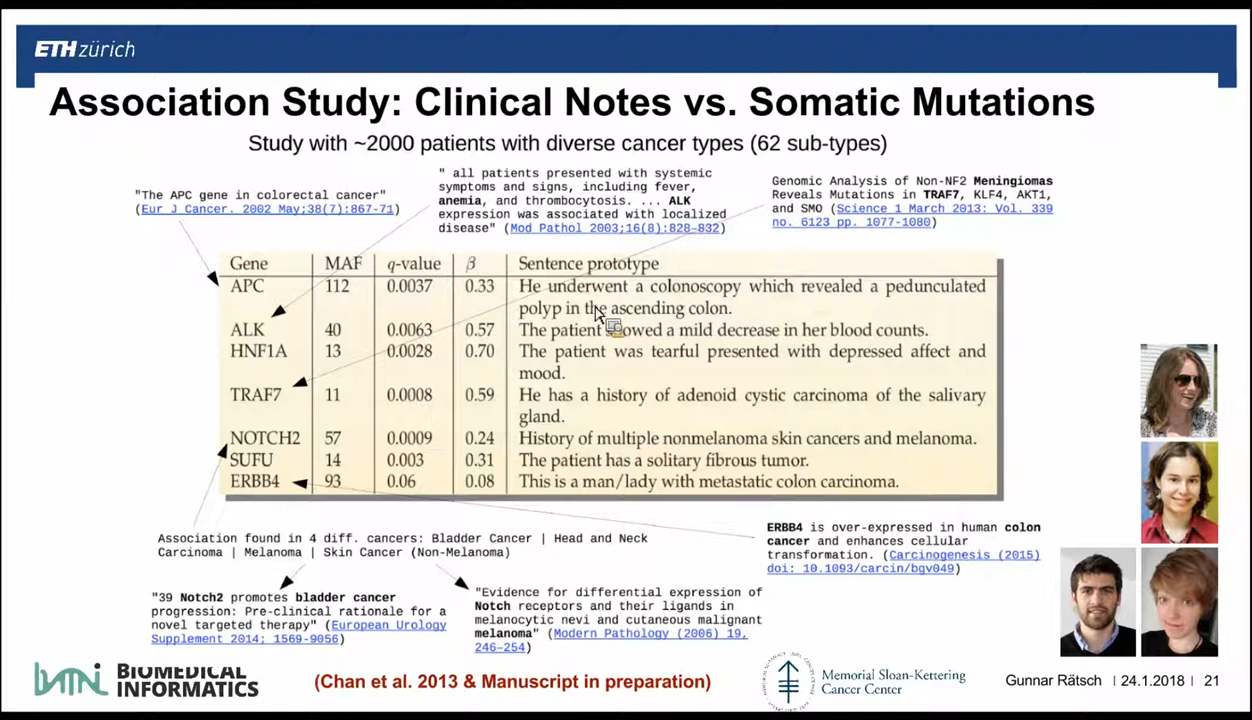 ETH zürich
Association Study: Clinical Notes vs. Somatic Mutations
Study with ~2000 patients with diverse cancer types (62 sub-types)
"The APC gene in colorectal cancer"
(Eur J Cancer. 2002 May;38(7):867-71)
" all patients presented with systemic
symptoms and signs, including fever,
anemia, and thrombocytosis. ... ALK
expression was associated with localized
disease" (Mod Pathol 2003;16(8):828–832)
Genomic Analysis of Non-NF2 Meningiomas
Reveals Mutations in TRAF7, KLF4, AKT1,
and SMO (Science 1 March 2013: Vol. 339
no. 6123 pp. 1077-1080)
Gene MAF q-value β Sentence prototype
APC 112 0.0037 0.33 He underwent a colonoscopy which revealed a pedunculated
polyp in the ascending colon.
ALK 40 0.0063 0.57 The patient showed a mild decrease in her blood counts.
HNF1A 13 0.0028 0.70 The patient was tearful presented with depressed affect and
mood.
TRAF7 11 0.0008 0.59 He has a history of adenoid cystic carcinoma of the salivary
gland.
NOTCH2 57 0.0009 0.24 History of multiple nonmelanoma skin cancers and melanoma.
SUFU 14 0.003 0.31 The patient has a solitary fibrous tumor.
ERBB4 93 0.06 0.08 This is a man/lady with metastatic colon carcinoma.
Association found in 4 diff. cancers: Bladder Cancer | Head and Neck
Carcinoma | Melanoma | Skin Cancer (Non-Melanoma)
ERBB4 is over-expressed in human colon
cancer and enhances cellular
transformation. (Carcinogenesis (2015)
doi: 10.1093/carcin/bgv049)
"39 Notch2 promotes bladder cancer
progression: Pre-clinical rationale for a
novel targeted therapy" (European Urology
Supplement 2014; 1569-9056)
"Evidence for differential expression of
Notch receptors and their ligands in
melanocytic nevi and cutaneous malignant
melanoma" (Modern Pathology (2006) 19,
246–254)
BIOMEDICAL
INFORMATICS
(Chan et al. 2013 & Manuscript in preparation)
Memorial Sloan-Kettering
Cancer Center
Gunnar Rätsch | 24.1.2018 | 21